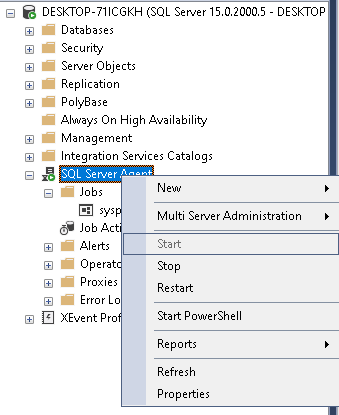 DESKTOP-71ICGKH (SQL Server 15.0.2000.5 - DESKTOP
Databases
Security
Server Objects
Replication
PolyBase
Always On High Availability
Management
Integration Services Catalogs
SQL Server Agent
Jobs
sysp
Job Acti
Alerts
Operato
Proxies
Error Lo
XEvent Prof
New
Multi Server Administration
Start
Stop
Restart
Start PowerShell
Reports
Refresh
Properties